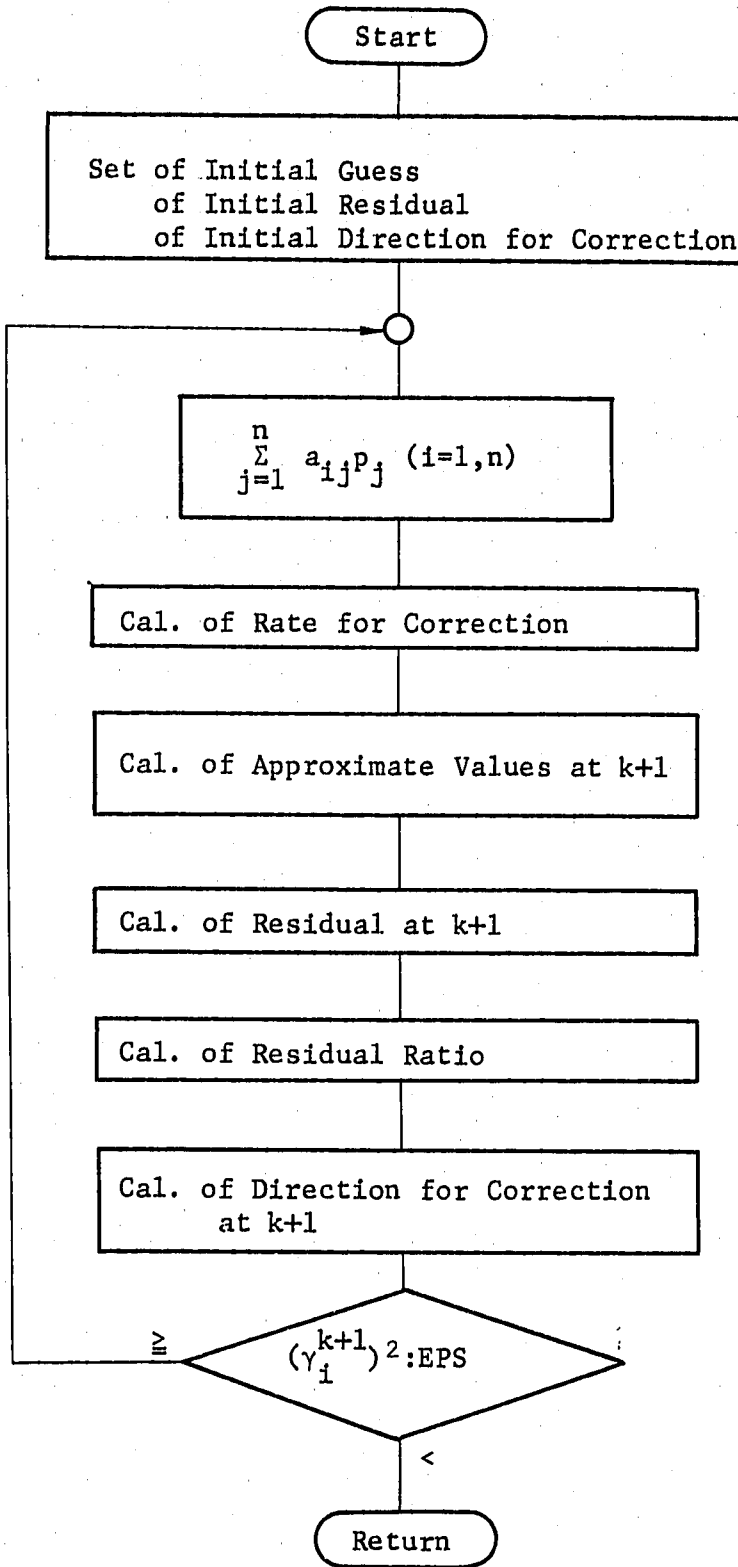 Start
Set of Initial Guess
of Initial Residual
of Initial Direction for Correction
n
Σ a_{ij}p_j (i=1,n)
j=1
Cal. of Rate for Correction
Cal. of Approximate Values at k+1
Cal. of Residual at k+1
Cal. of Residual Ratio
Cal. of Direction for Correction
at k+1
≧
(γ_i^{k+1})²:EPS
<
Return